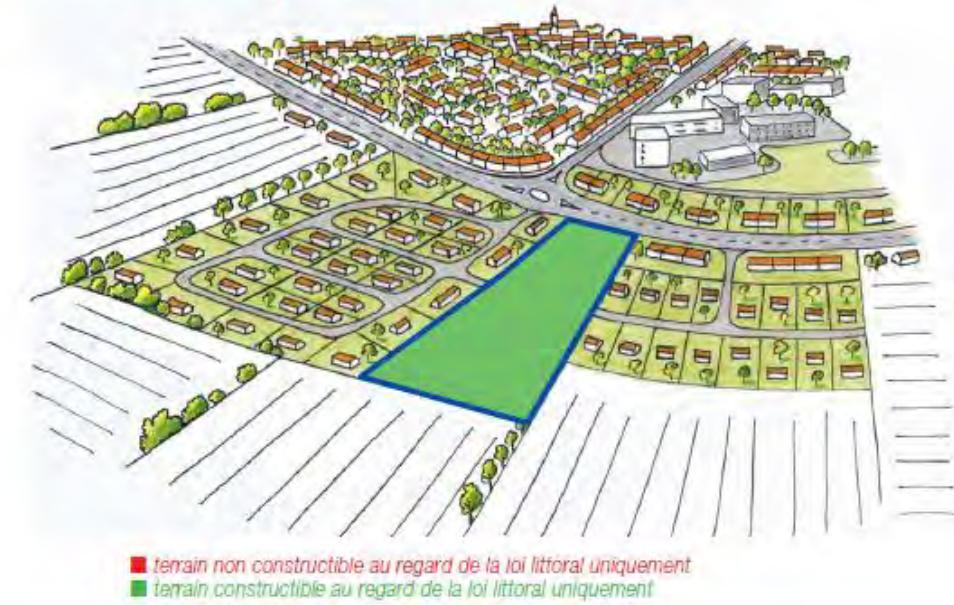 terrain non constructible au regard de la loi littoral uniquement
terrain constructible au regard de la loi littoral uniquement